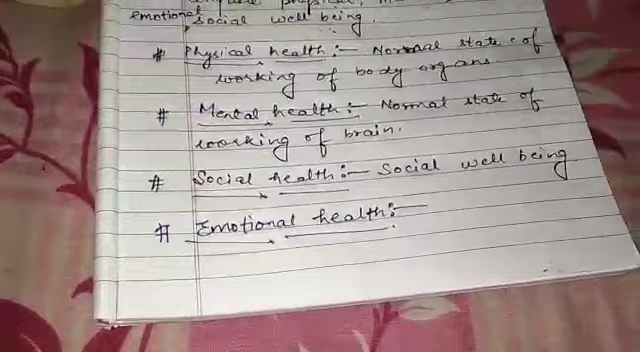 emotional social well being.
# Physical health :- Normal state of
working of body organs.
# Mental health :- Normal state of
working of brain.
# Social health :- Social well being
# Emotional health :-